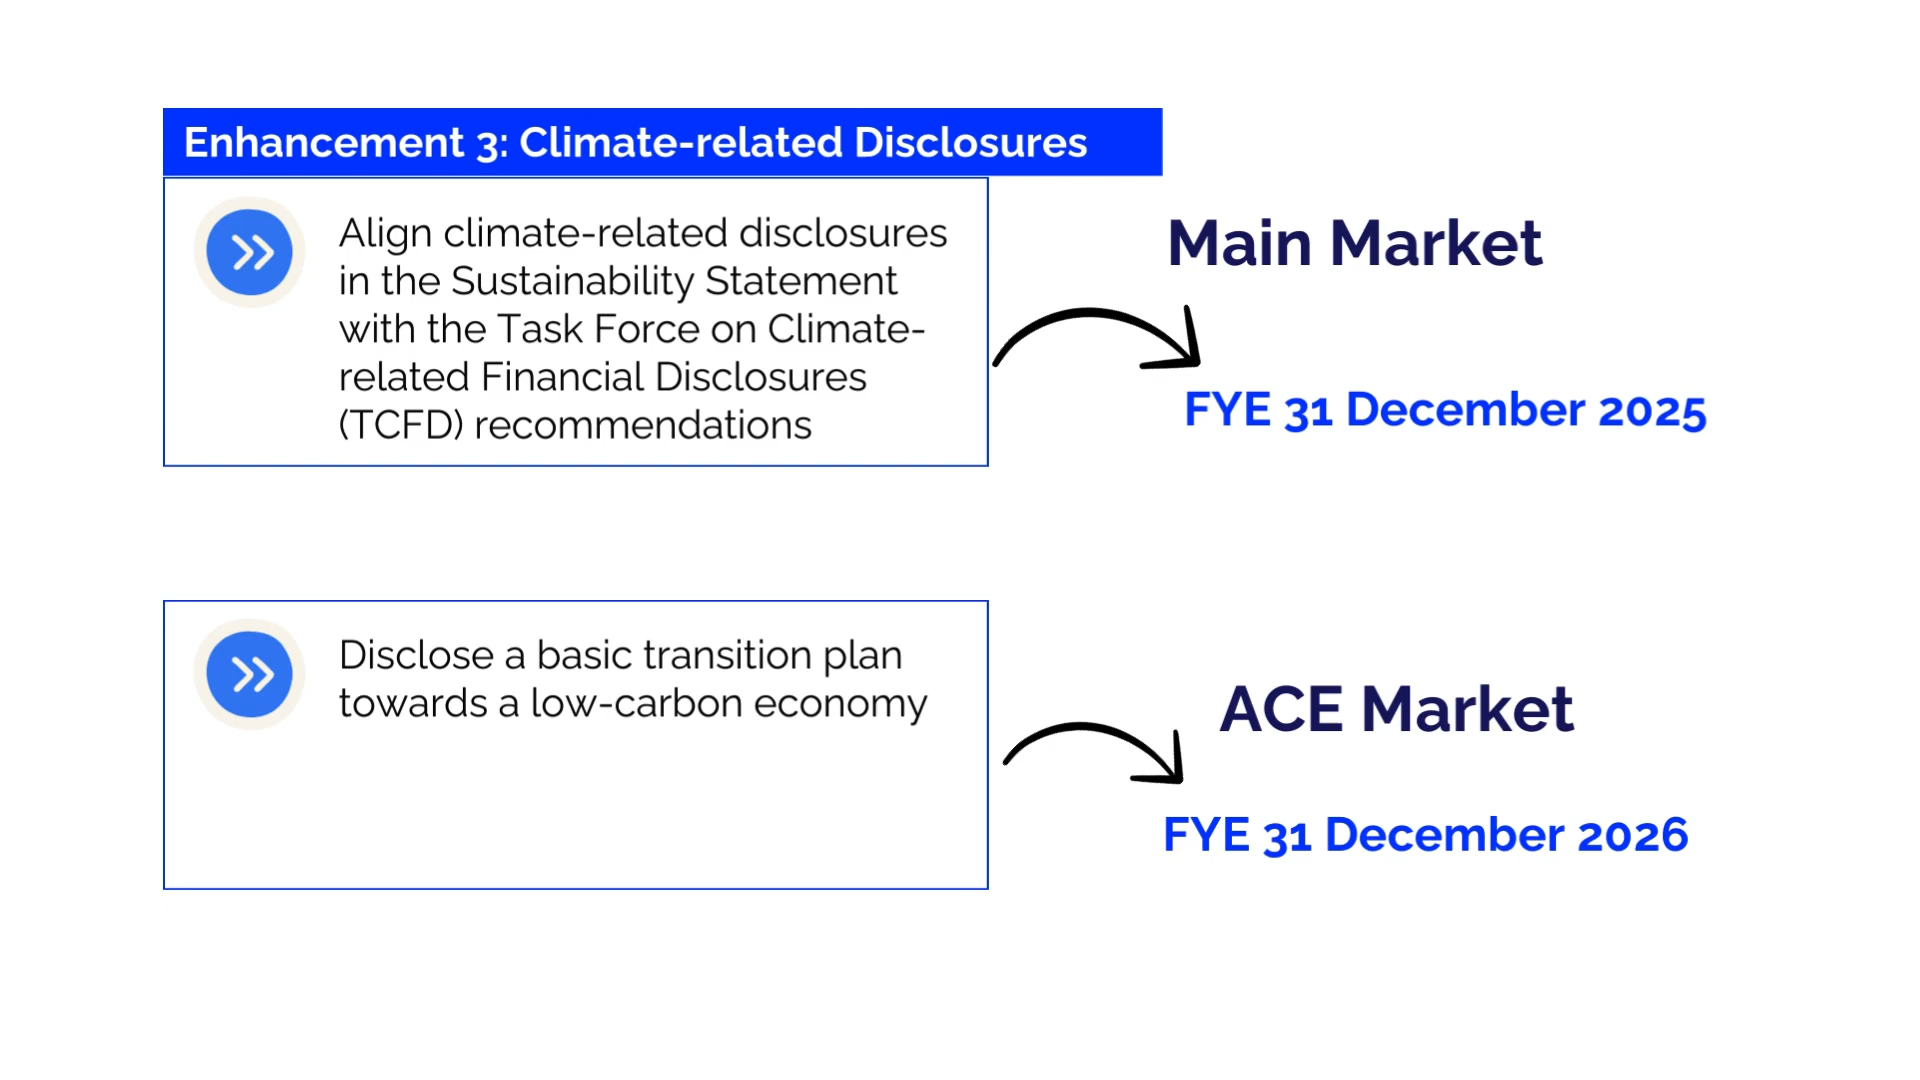 Enhancement 3: Climate-related Disclosures
Align climate-related disclosures
in the Sustainability Statement
with the Task Force on Climate-
related Financial Disclosures
(TCFD) recommendations
Main Market
FYE 31 December 2025
Disclose a basic transition plan
towards a low-carbon economy
ACE Market
FYE 31 December 2026